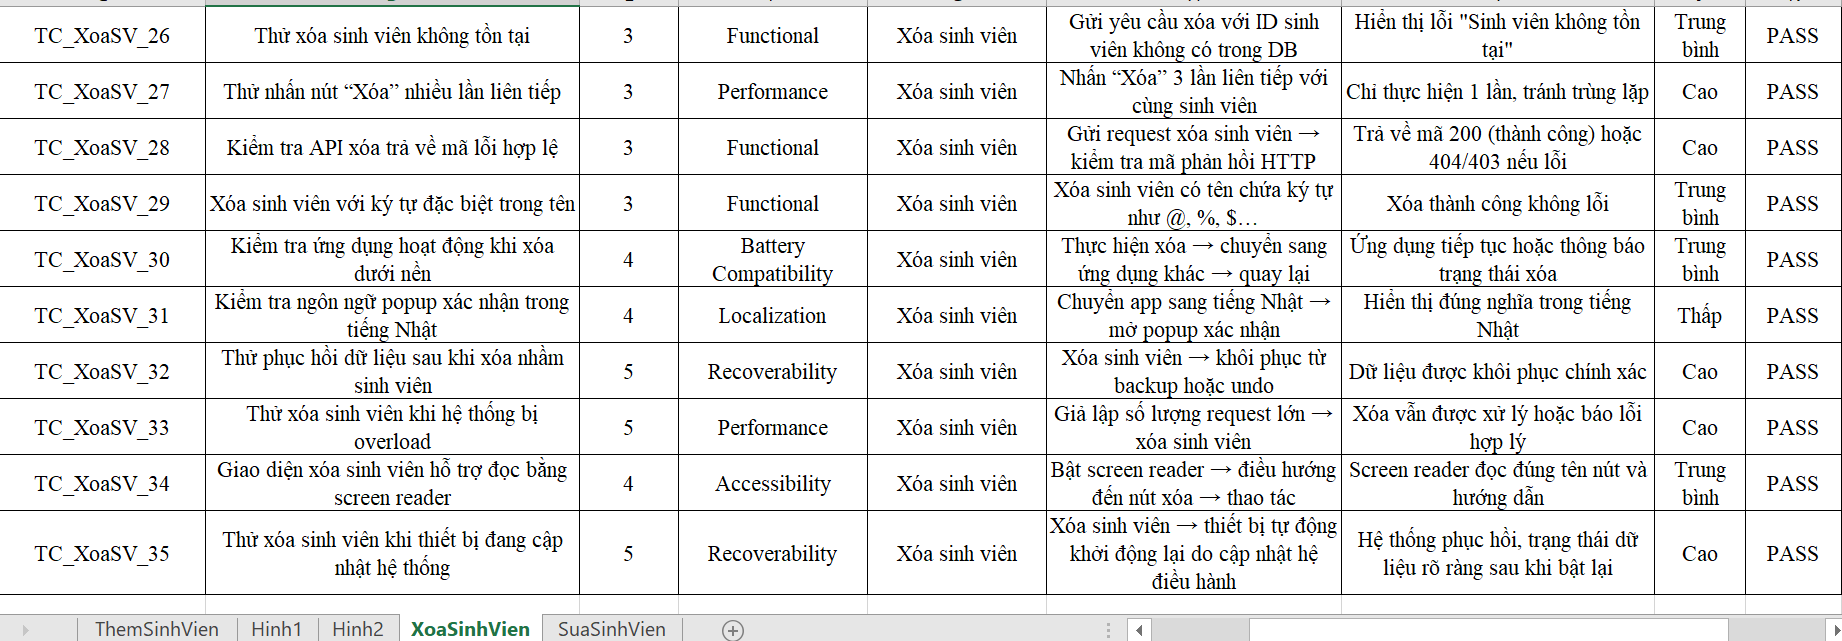 TC_XoaSV_26
Thử xóa sinh viên không tồn tại
3
Functional
Xóa sinh viên
Gửi yêu cầu xóa với ID sinh
viên không có trong DB
Hiển thị lỗi "Sinh viên không tồn
tại"
Trung
bình
PASS
TC_XoaSV_27
Thử nhấn nút “Xóa” nhiều lần liên tiếp
3
Performance
Xóa sinh viên
Nhấn “Xóa” 3 lần liên tiếp với
cùng sinh viên
Chỉ thực hiện 1 lần, tránh trùng lặp
Cao
PASS
TC_XoaSV_28
Kiểm tra API xóa trả về mã lỗi hợp lệ
3
Functional
Xóa sinh viên
Gửi request xóa sinh viên →
kiểm tra mã phản hồi HTTP
Trả về mã 200 (thành công) hoặc
404/403 nếu lỗi
Cao
PASS
TC_XoaSV_29
Xóa sinh viên với ký tự đặc biệt trong tên
3
Functional
Xóa sinh viên
Xóa sinh viên có tên chứa ký tự
như @, %, $…
Xóa thành công không lỗi
Trung
bình
PASS
TC_XoaSV_30
Kiểm tra ứng dụng hoạt động khi xóa
dưới nền
4
Battery
Compatibility
Xóa sinh viên
Thực hiện xóa → chuyển sang
ứng dụng khác → quay lại
Ứng dụng tiếp tục hoặc thông báo
trạng thái xóa
Trung
bình
PASS
TC_XoaSV_31
Kiểm tra ngôn ngữ popup xác nhận trong
tiếng Nhật
4
Localization
Xóa sinh viên
Chuyển app sang tiếng Nhật →
mở popup xác nhận
Hiển thị đúng nghĩa trong tiếng
Nhật
Thấp
PASS
TC_XoaSV_32
Thử phục hồi dữ liệu sau khi xóa nhầm
sinh viên
5
Recoverability
Xóa sinh viên
Xóa sinh viên → khôi phục từ
backup hoặc undo
Dữ liệu được khôi phục chính xác
Cao
PASS
TC_XoaSV_33
Thử xóa sinh viên khi hệ thống bị
overload
5
Performance
Xóa sinh viên
Giả lập số lượng request lớn →
xóa sinh viên
Xóa vẫn được xử lý hoặc báo lỗi
hợp lý
Cao
PASS
TC_XoaSV_34
Giao diện xóa sinh viên hỗ trợ đọc bằng
screen reader
4
Accessibility
Xóa sinh viên
Bật screen reader → điều hướng
đến nút xóa → thao tác
Screen reader đọc đúng tên nút và
hướng dẫn
Trung
bình
PASS
TC_XoaSV_35
Thử xóa sinh viên khi thiết bị đang cập
nhật hệ thống
5
Recoverability
Xóa sinh viên
Xóa sinh viên → thiết bị tự động
khởi động lại do cập nhật hệ
điều hành
Hệ thống phục hồi, trạng thái dữ
liệu rõ ràng sau khi bật lại
Cao
PASS
ThemSinhVien
Hinh1
Hinh2
XoaSinhVien
SuaSinhVien